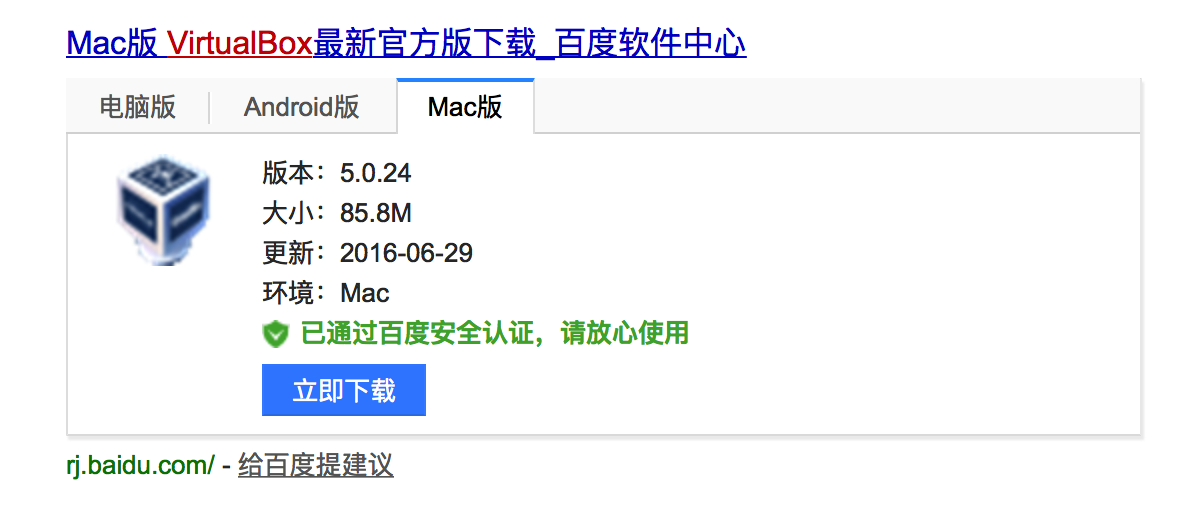 Mac版 VirtualBox最新官方版下载_百度软件中心
电脑版 Android版 Mac版
版本：5.0.24
大小：85.8M
更新：2016-06-29
环境：Mac
已通过百度安全认证，请放心使用
立即下载
rj.baidu.com/ - 给百度提建议